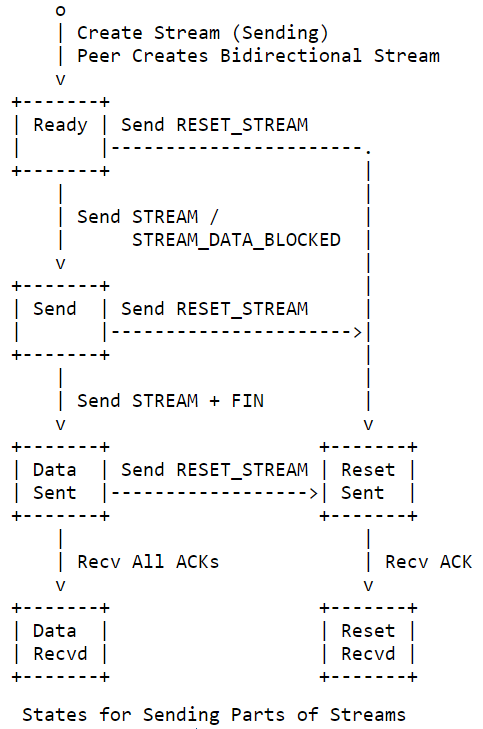 o
| Create Stream (Sending)
| Peer Creates Bidirectional Stream
v
+-------+
| Ready | Send RESET_STREAM
|       |-----------------------.
+-------+                       |
|                       |
| Send STREAM /         |
|      STREAM_DATA_BLOCKED  |
v                       |
+-------+                       |
| Send  | Send RESET_STREAM     |
|       |---------------------->|
+-------+                       |
|                       |
| Send STREAM + FIN     |
v                       v
+-------+                   +-------+
| Data  | Send RESET_STREAM | Reset |
| Sent  |------------------>| Sent  |
+-------+                   +-------+
|                           |
| Recv All ACKs             | Recv ACK
v                           v
+-------+                   +-------+
| Data  |                   | Reset |
| Recvd |                   | Recvd |
+-------+                   +-------+
States for Sending Parts of Streams